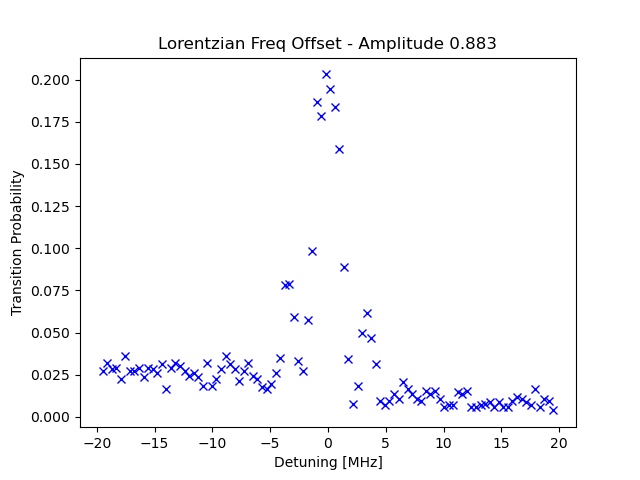 Lorentzian Freq Offset - Amplitude 0.883
Transition Probability
0.200
0.175
0.150
0.125
0.100
0.075
0.050
0.025
0.000
−20 −15 −10 −5 0 5 10 15 20
Detuning [MHz]